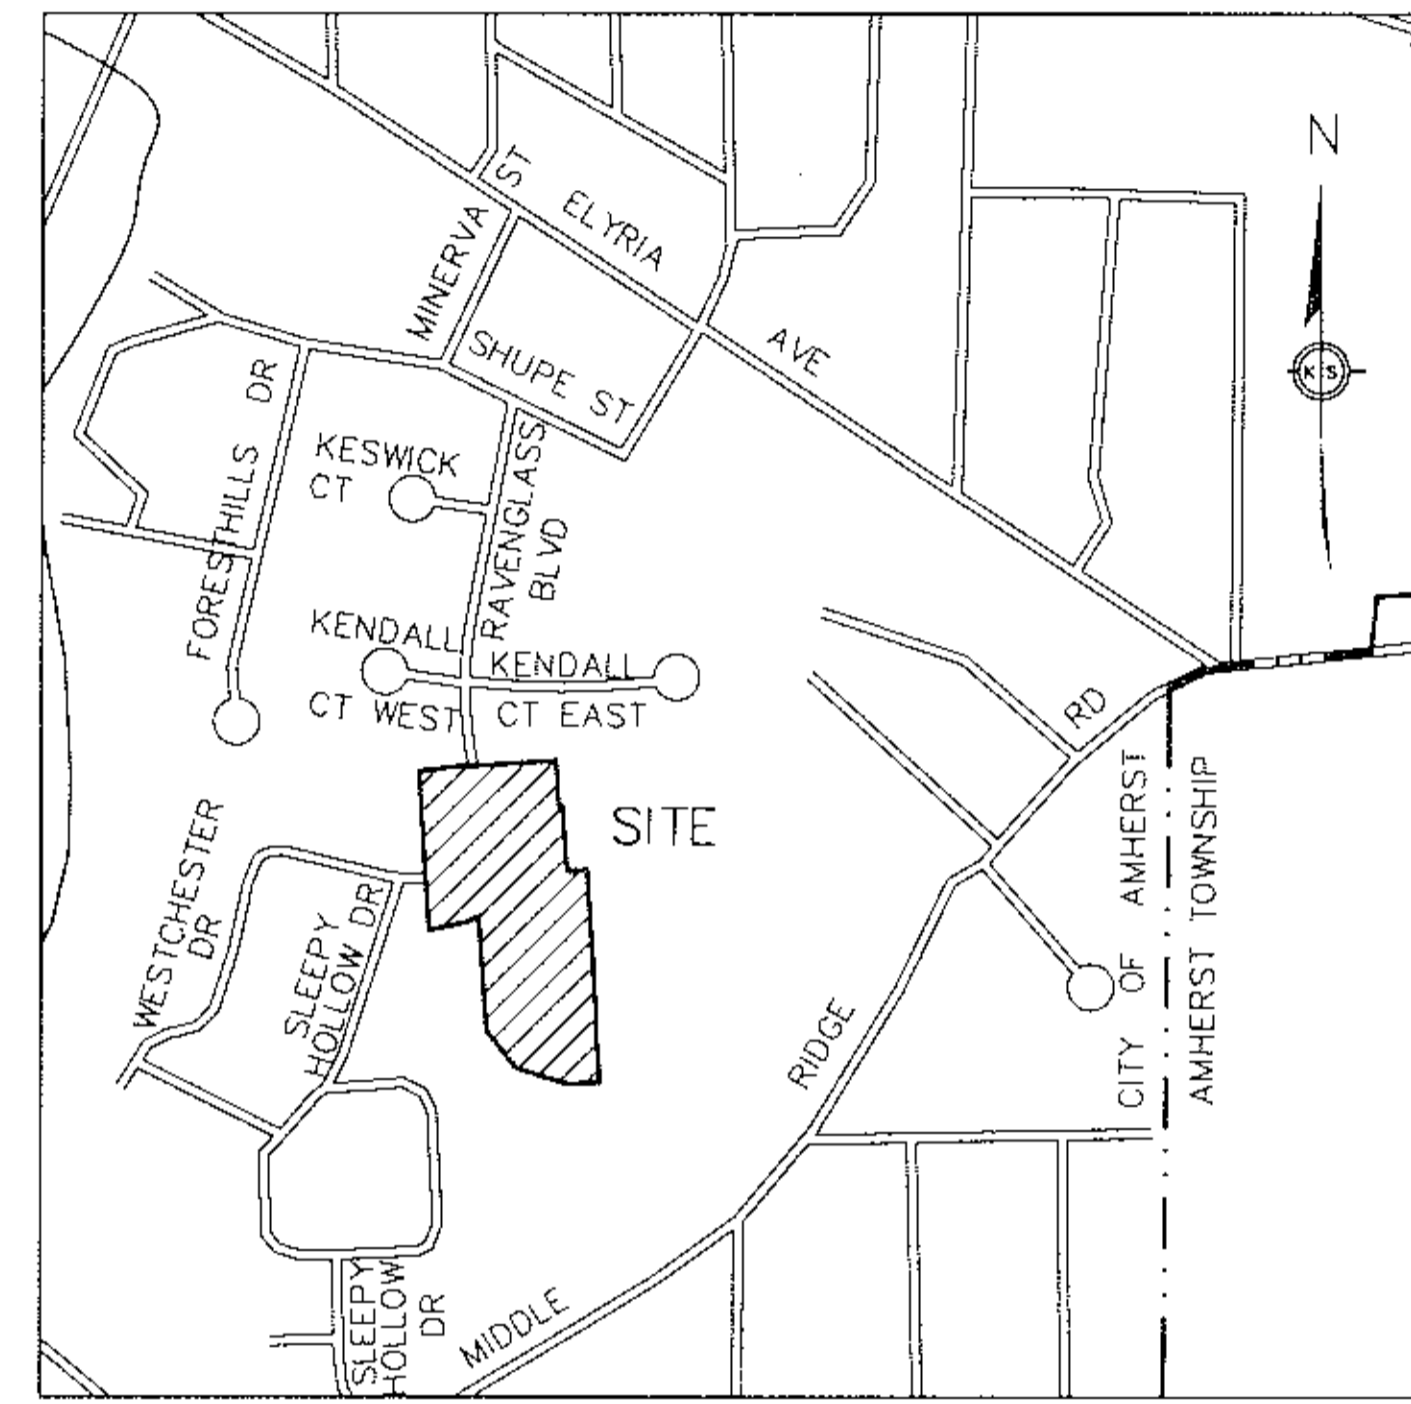 N
ST
ELYRIA
MINERVA
AVE
SHUPE ST
KES
DR
KESWICK
CT
FORESTHILLS
RAVENGLASS
BLVD
KENDALL
CT WEST
KENDALL
CT EAST
RD
SITE
CITY OF AMHERST
AMHERST TOWNSHIP
WESTCHESTER
DR
SLEEPY
HOLLOW DR
RIDGE
MIDDLE
SLEEPY
HOLLOW
DR